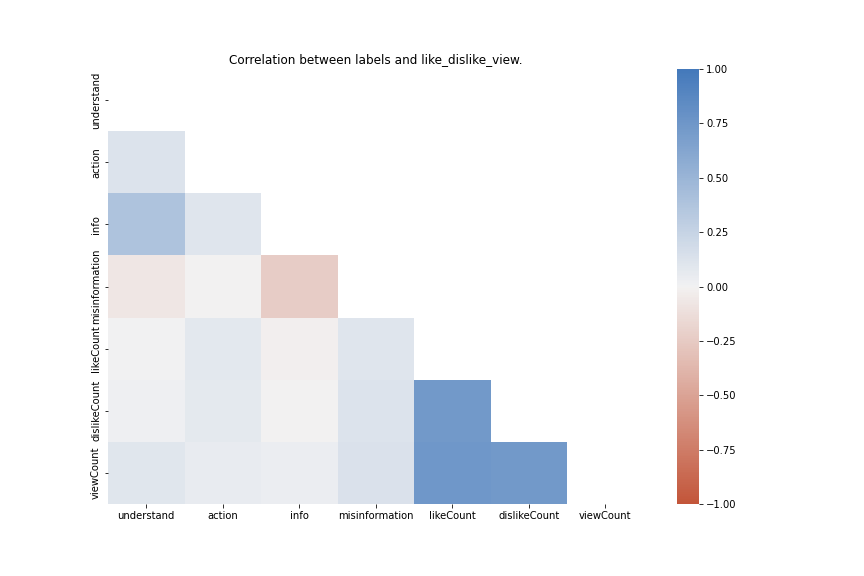 Correlation between labels and like_dislike_view.
understand
action
info
misinformation
likeCount
dislikeCount
viewCount
understand action info misinformation likeCount dislikeCount viewCount
1.00
0.75
0.50
0.25
0.00
−0.25
−0.50
−0.75
−1.00